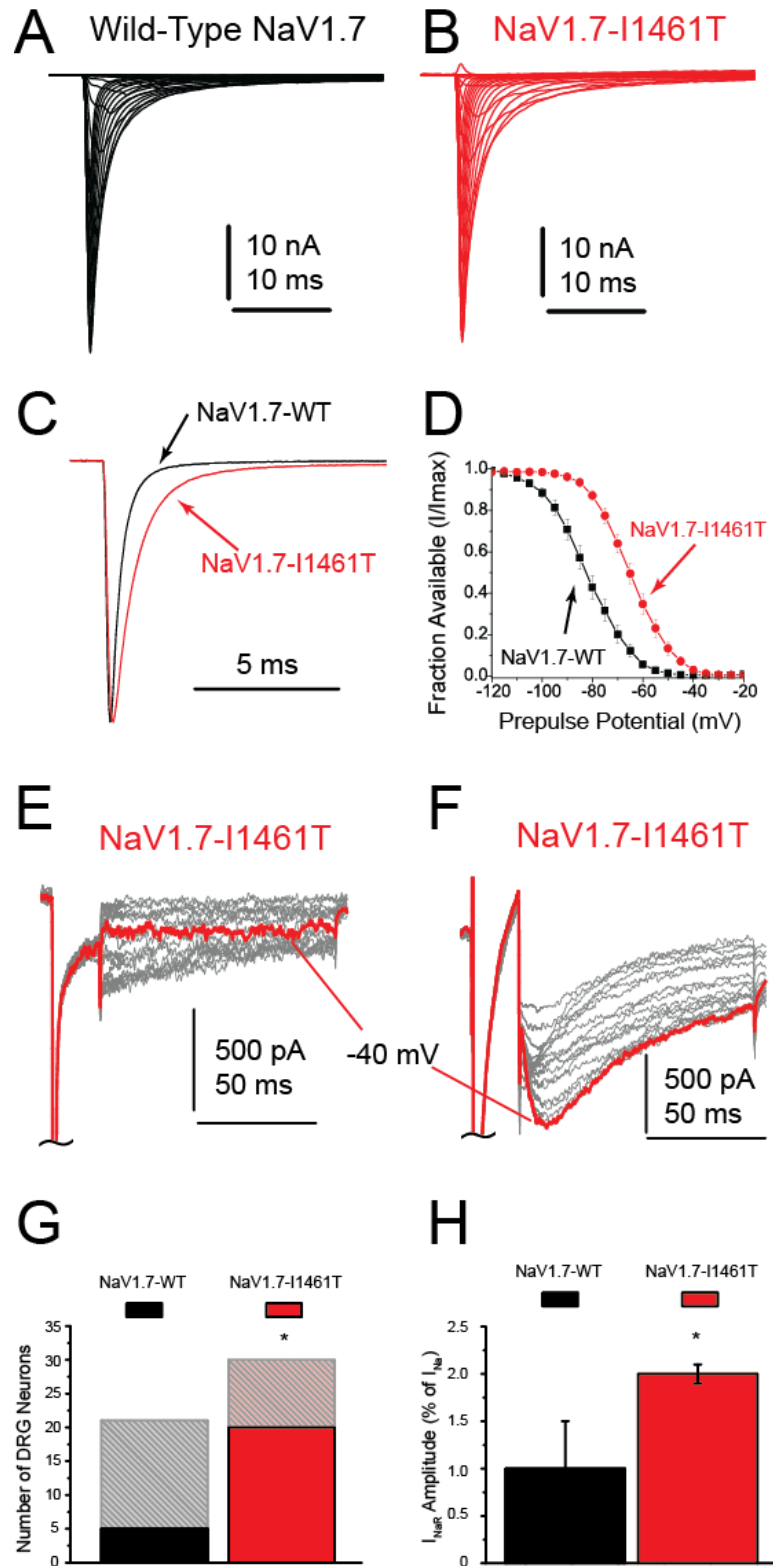 A
Wild-Type NaV1.7
B
NaV1.7-I1461T
10 nA
10 ms
10 nA
10 ms
C
NaV1.7-WT
NaV1.7-I1461T
5 ms
D
Fraction Available (I/Imax)
1.0
0.8
0.6
0.4
0.2
0.0
NaV1.7-I1461T
NaV1.7-WT
-120 -100 -80 -60 -40 -20
Prepulse Potential (mV)
E
NaV1.7-I1461T
500 pA
50 ms
-40 mV
F
NaV1.7-I1461T
500 pA
50 ms
G
NaV1.7-WT
NaV1.7-I1461T
Number of DRG Neurons
35
30
25
20
15
10
5
0
*
H
NaV1.7-WT
NaV1.7-I1461T
INaR Amplitude (% of INa)
2.5
2.0
1.5
1.0
0.5
0.0
*